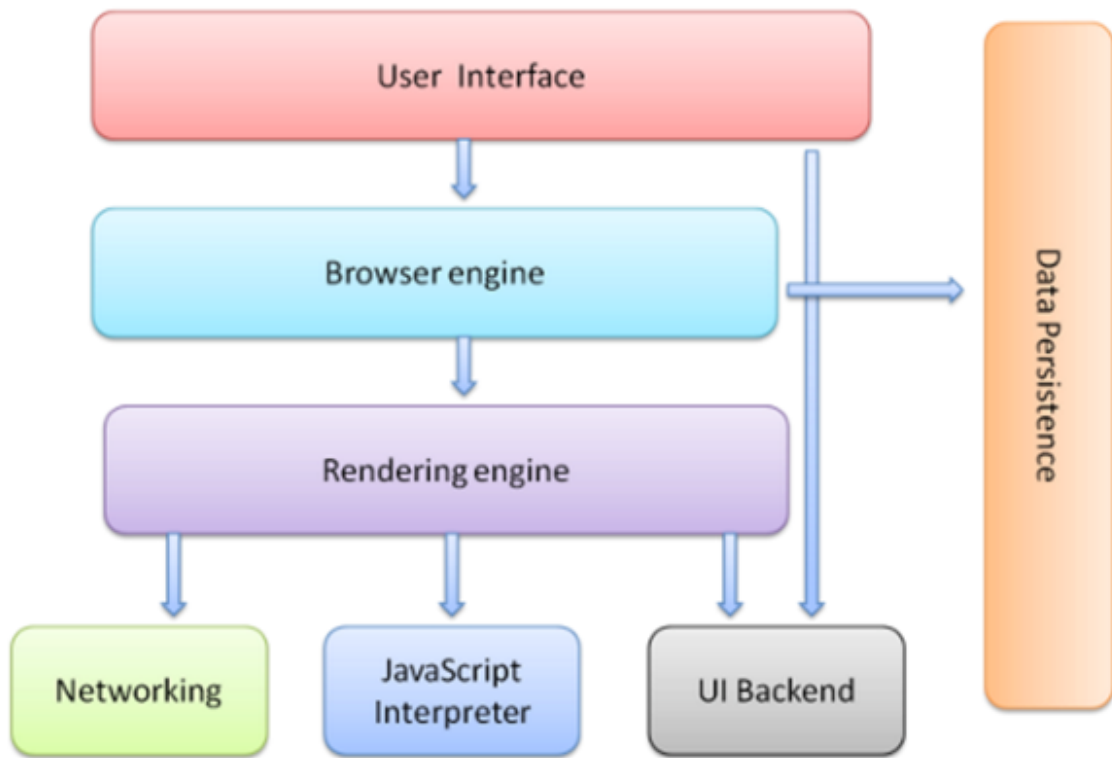 User Interface
Browser engine
Data Persistence
Rendering engine
Networking
JavaScript
Interpreter
UI Backend